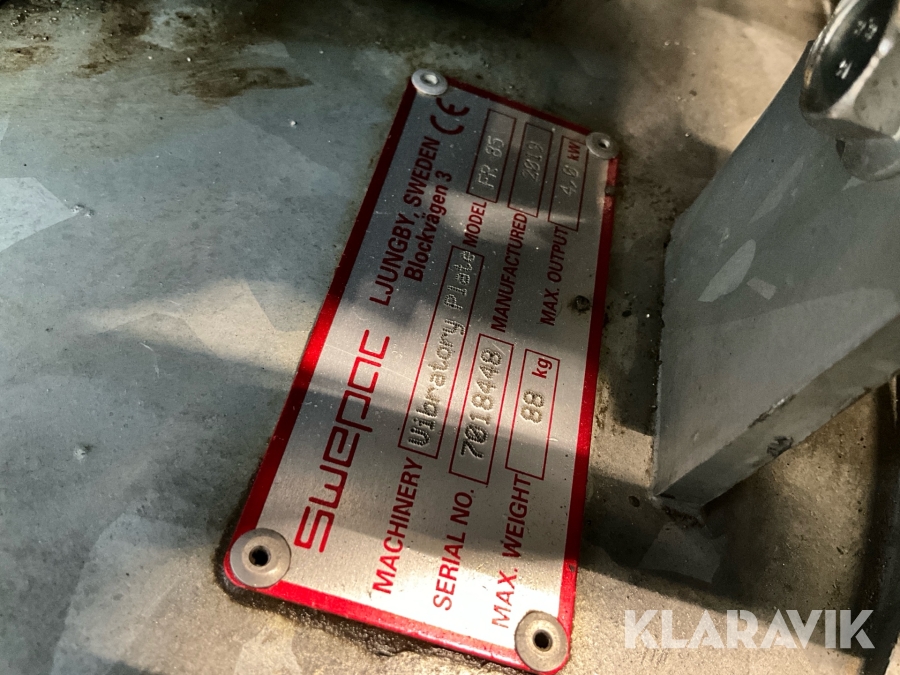 swepac
LJUNGBY, SWEDEN
Blockvägen 3
CE
MACHINERY Vibratory Plate MODEL FR 85
SERIAL NO. 7018448 MANUFACTURED 2019
MAX. WEIGHT 88 kg MAX. OUTPUT 4,0 kW
KLARAVIK